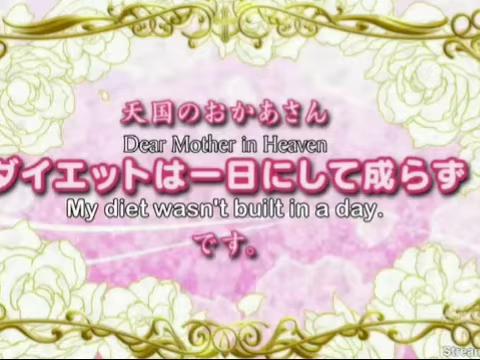 天国のおかあさん
Dear Mother in Heaven
ダイエットは一日にして成らず
My diet wasn't built in a day.
です。